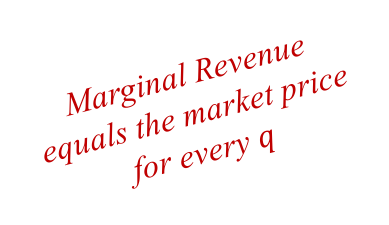 Marginal Revenue
equals the market price
for every q